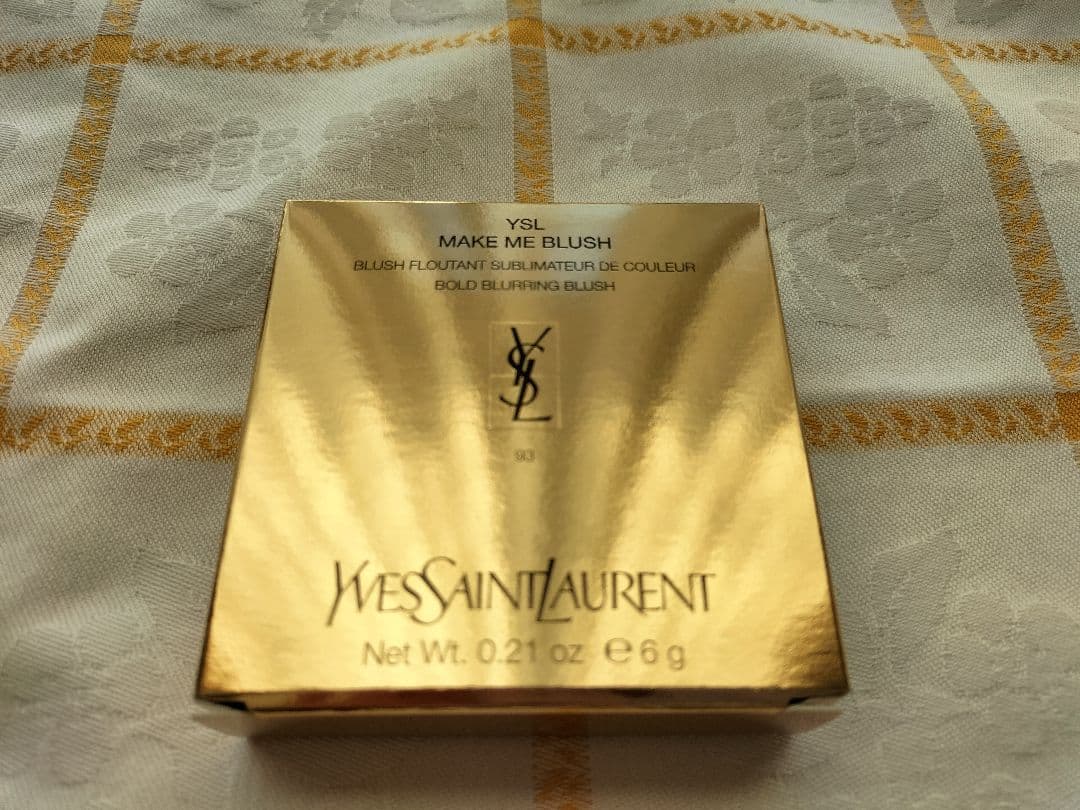 YSL
MAKE ME BLUSH
BLUSH FLOUTANT SUBLIMATEUR DE COULEUR
BOLD BLURRING BLUSH
YSL
93
YVESSAINTLAURENT
Net Wt. 0.21 oz ℮ 6 g